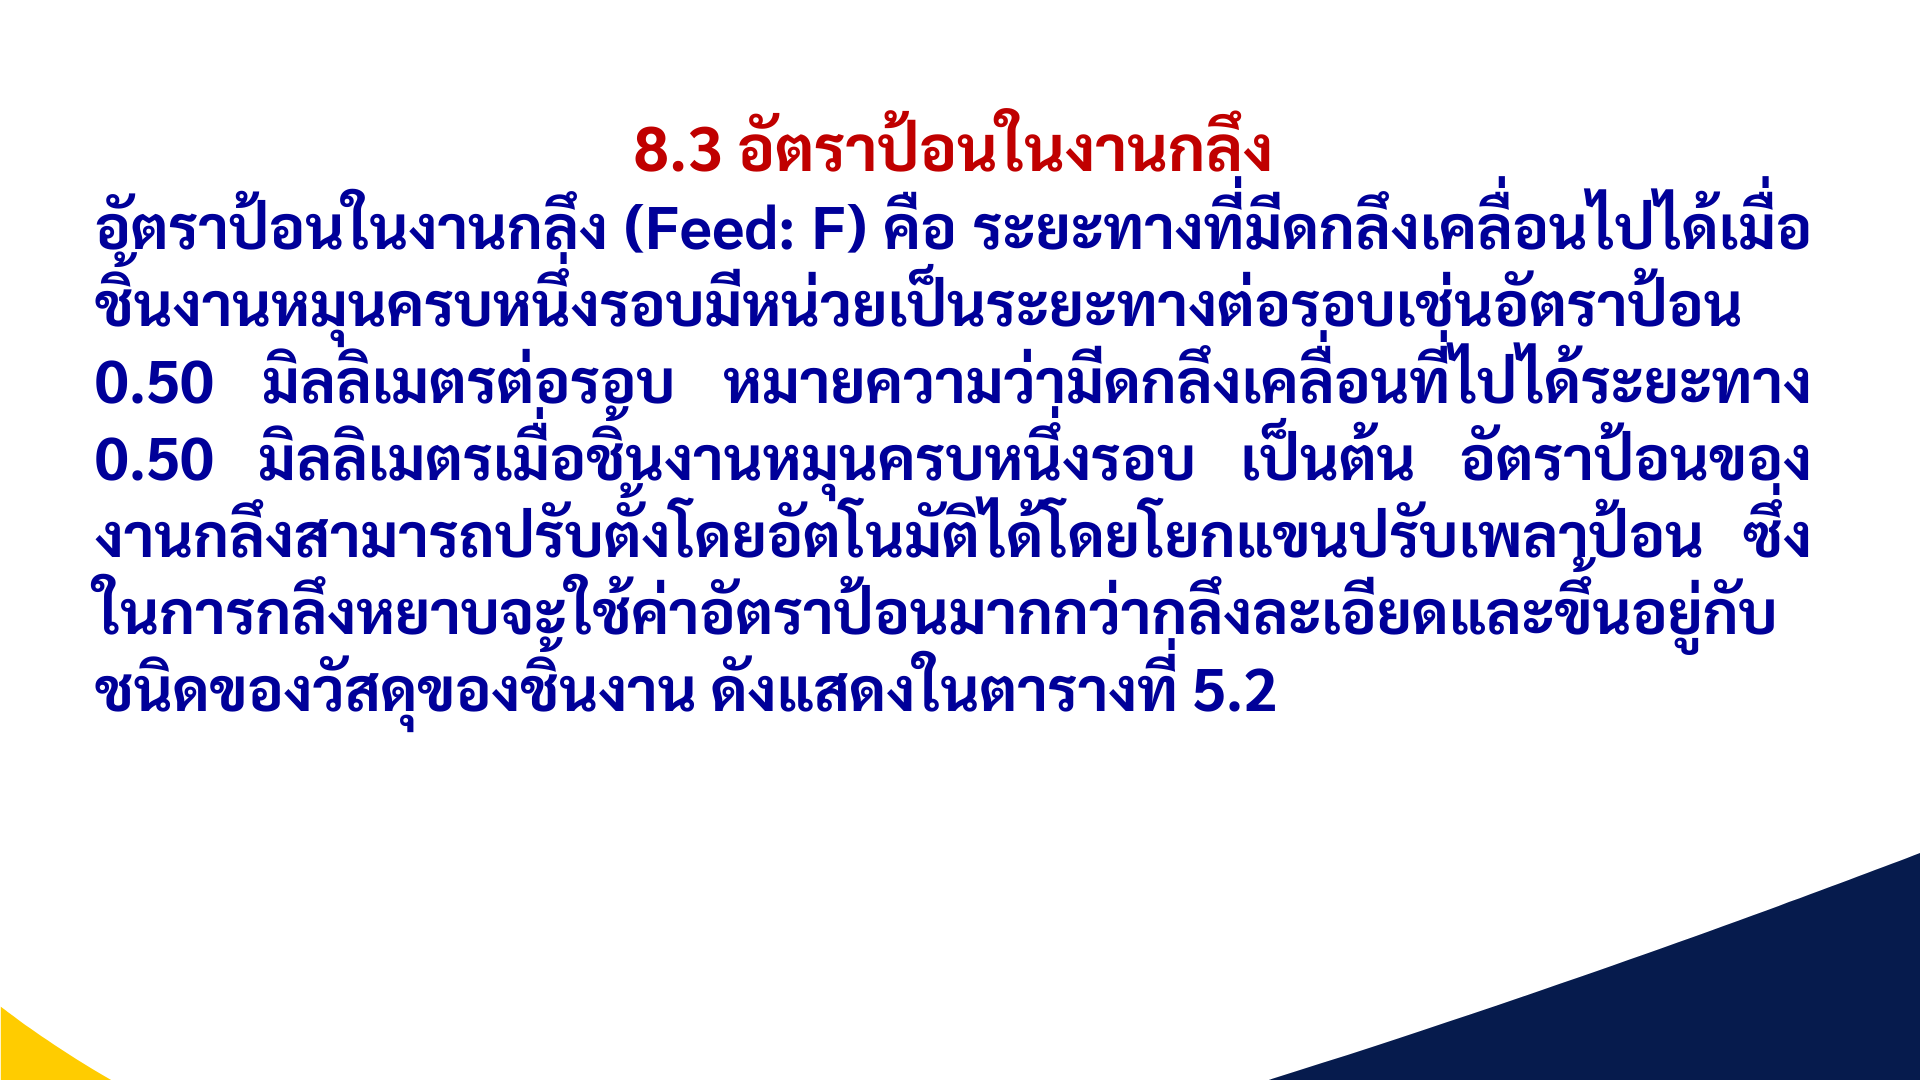 8.3 อัตราป้อนในงานกลึง
อัตราป้อนในงานกลึง (Feed: F) คือ ระยะทางที่มีดกลึงเคลื่อนไปได้เมื่อ
ชิ้นงานหมุนครบหนึ่งรอบมีหน่วยเป็นระยะทางต่อรอบเช่นอัตราป้อน
0.50 มิลลิเมตรต่อรอบ หมายความว่ามีดกลึงเคลื่อนที่ไปได้ระยะทาง
0.50 มิลลิเมตรเมื่อชิ้นงานหมุนครบหนึ่งรอบ เป็นต้น อัตราป้อนของ
งานกลึงสามารถปรับตั้งโดยอัตโนมัติได้โดยโยกแขนปรับเพลาป้อน ซึ่ง
ในการกลึงหยาบจะใช้ค่าอัตราป้อนมากกว่ากลึงละเอียดและขึ้นอยู่กับ
ชนิดของวัสดุของชิ้นงาน ดังแสดงในตารางที่ 5.2